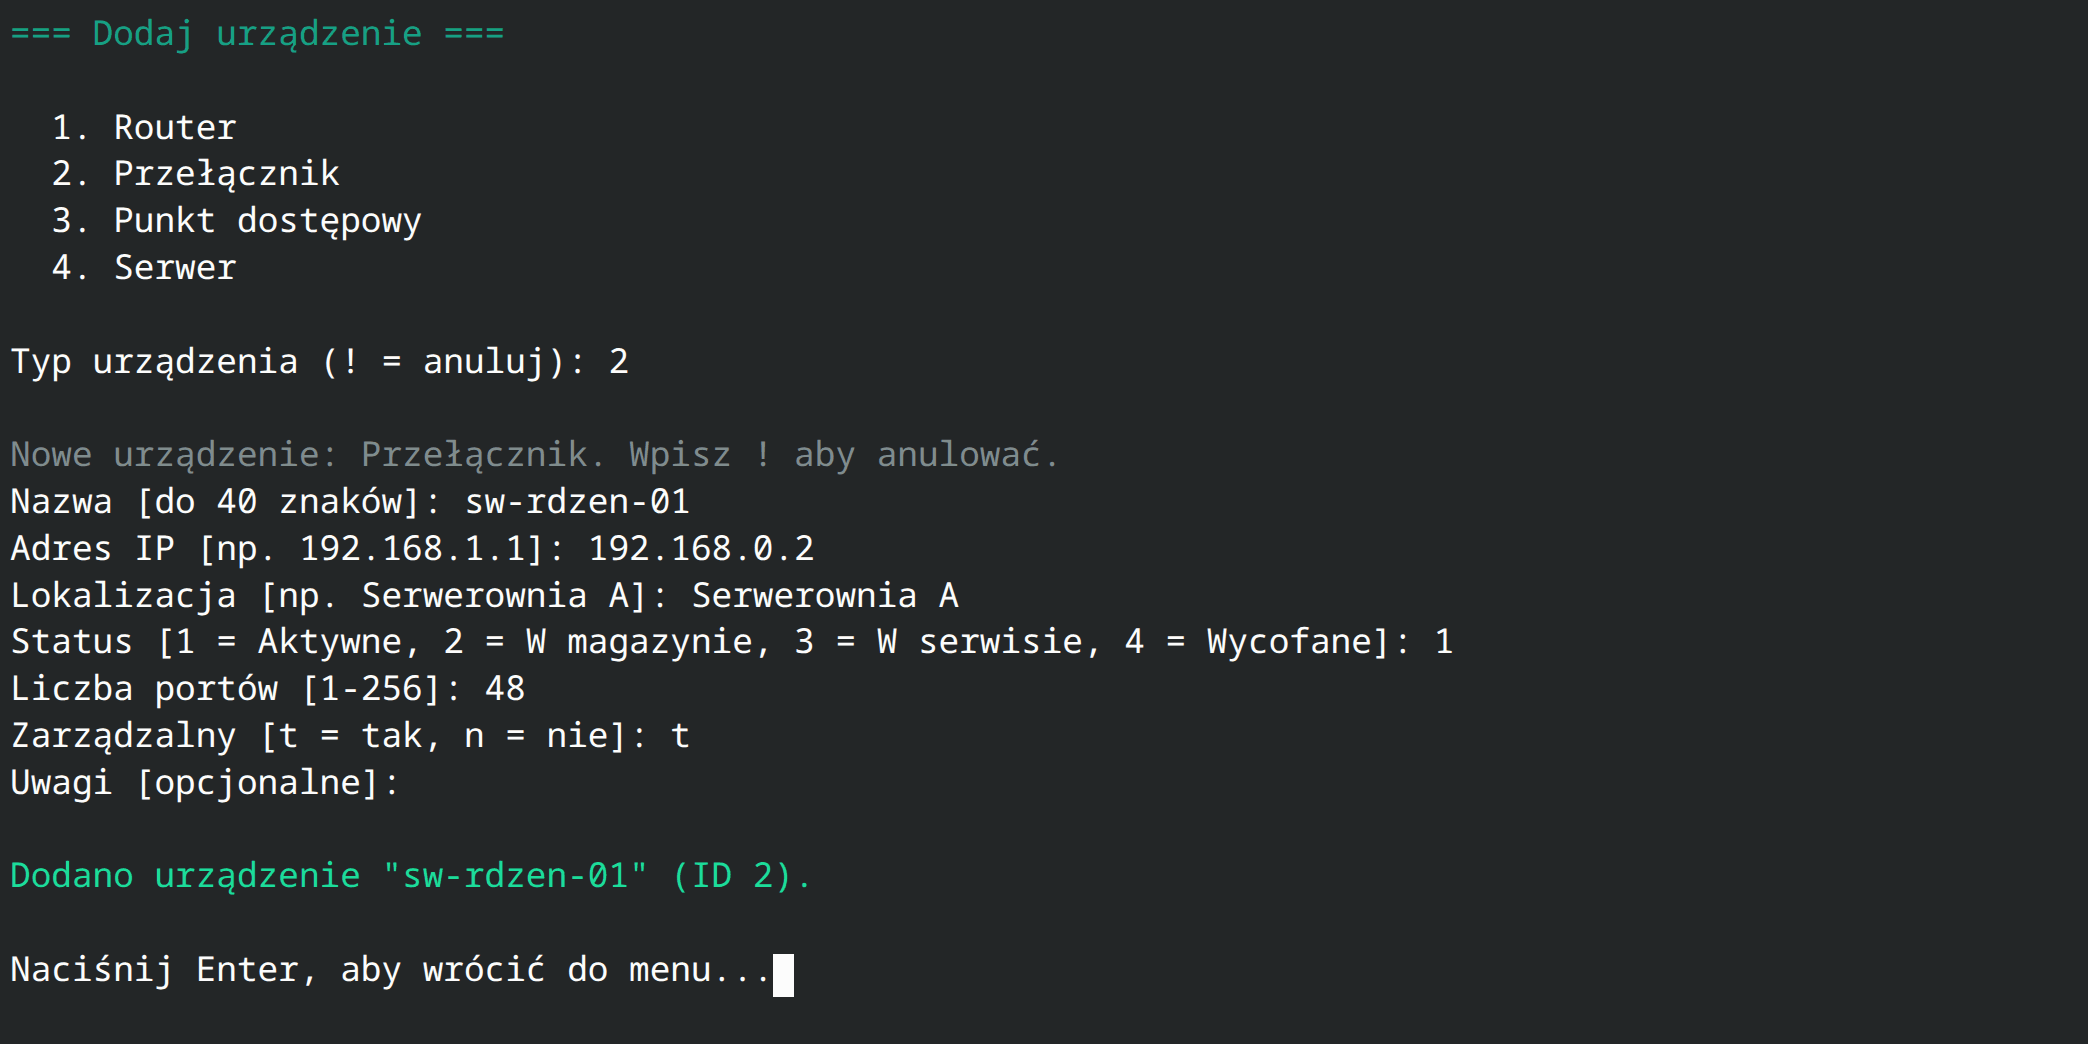 === Dodaj urządzenie ===
1. Router
2. Przełącznik
3. Punkt dostępowy
4. Serwer
Typ urządzenia (! = anuluj): 2
Nowe urządzenie: Przełącznik. Wpisz ! aby anulować.
Nazwa [do 40 znaków]: sw-rdzen-01
Adres IP [np. 192.168.1.1]: 192.168.0.2
Lokalizacja [np. Serwerownia A]: Serwerownia A
Status [1 = Aktywne, 2 = W magazynie, 3 = W serwisie, 4 = Wycofane]: 1
Liczba portów [1-256]: 48
Zarządzalny [t = tak, n = nie]: t
Uwagi [opcjonalne]:
Dodano urządzenie "sw-rdzen-01" (ID 2).
Naciśnij Enter, aby wrócić do menu...